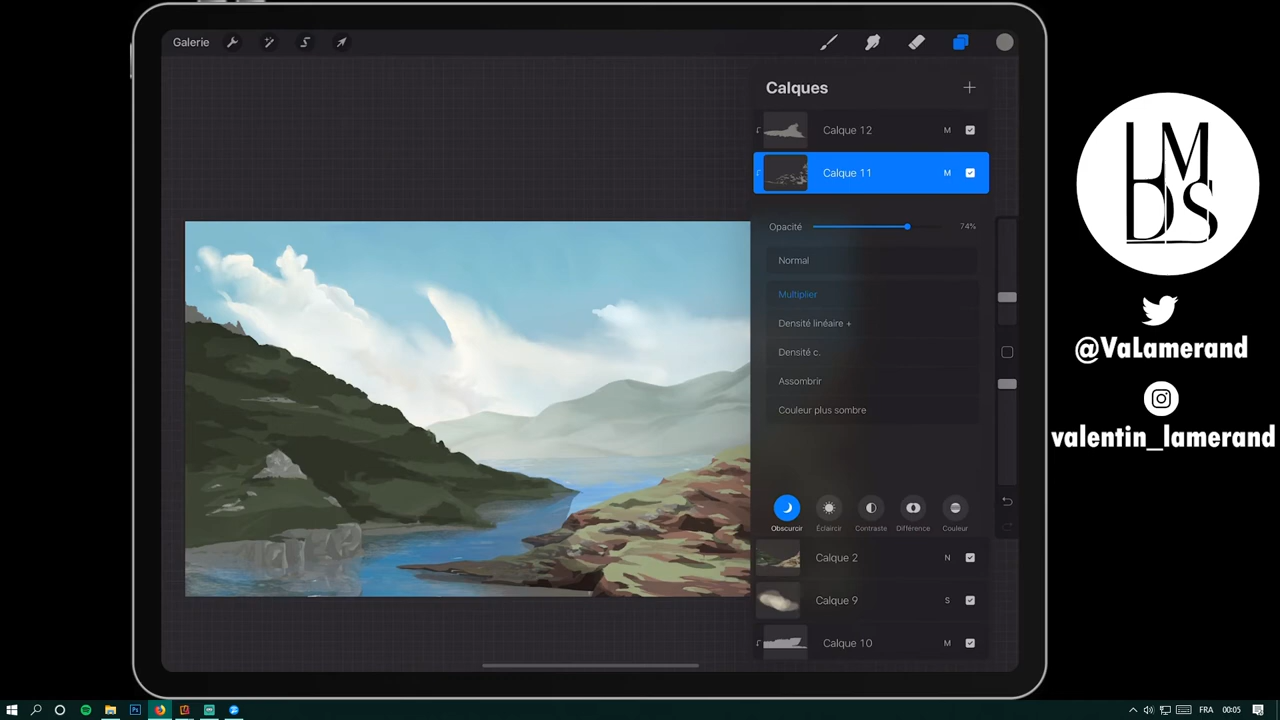 Galerie
Calques
Calque 12 M
Calque 11 M
Opacité 74%
Normal
Multiplier
Densité linéaire +
Densité c.
Assombrir
Couleur plus sombre
Obscurcir Éclaircir Contraste Différence Couleur
Calque 2 N
Calque 9 S
Calque 10 M
LMDS
@VaLamerand
valentin_lamerand
FRA 00:05